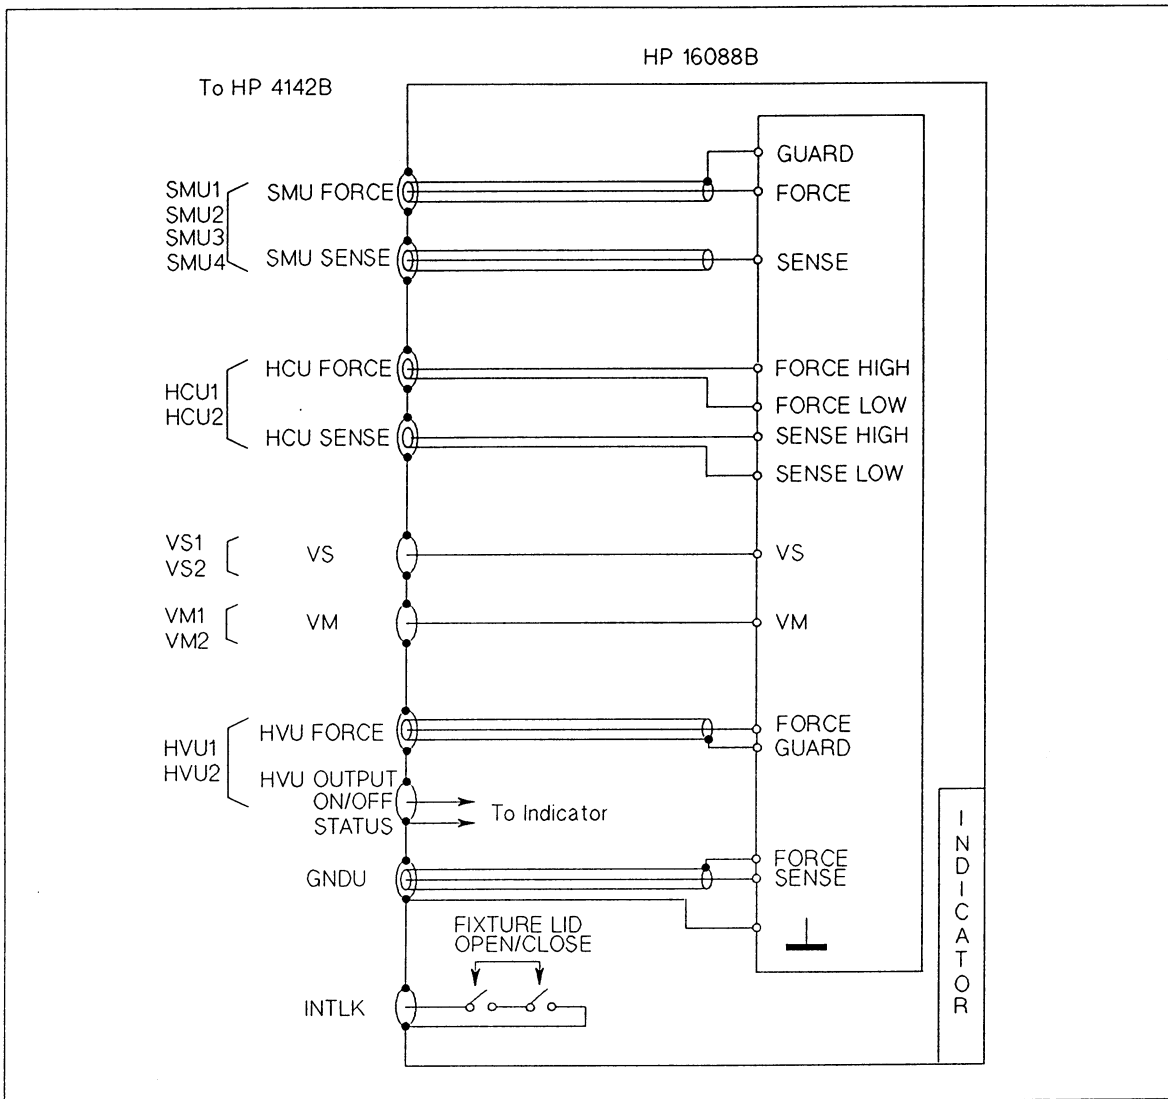 HP 16088B
To HP 4142B
SMU1
SMU2
SMU3
SMU4
SMU FORCE
SMU SENSE
GUARD
FORCE
SENSE
HCU1
HCU2
HCU FORCE
HCU SENSE
FORCE HIGH
FORCE LOW
SENSE HIGH
SENSE LOW
VS1
VS2
VS
VS
VM1
VM2
VM
VM
HVU1
HVU2
HVU FORCE
HVU OUTPUT
ON/OFF
STATUS
To Indicator
FORCE
GUARD
GNDU
FORCE
SENSE
FIXTURE LID
OPEN/CLOSE
INTLK
INDICATOR